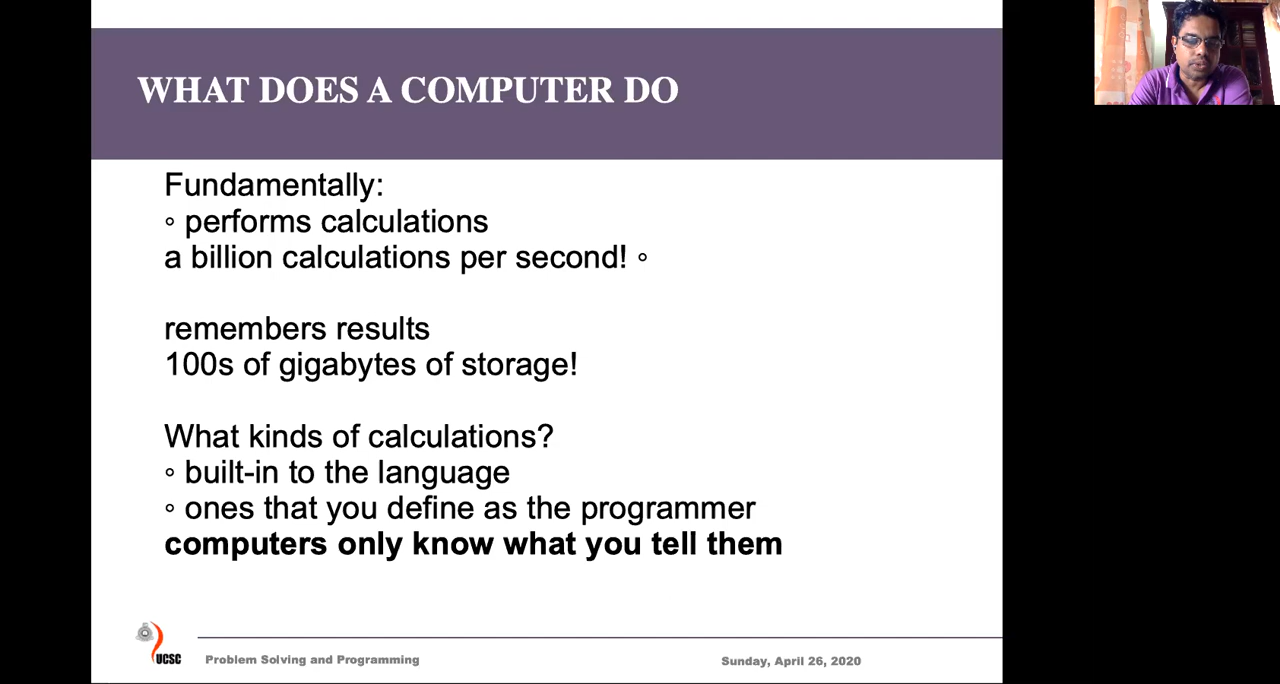 WHAT DOES A COMPUTER DO
Fundamentally:
◦ performs calculations
a billion calculations per second! ◦
remembers results
100s of gigabytes of storage!
What kinds of calculations?
◦ built-in to the language
◦ ones that you define as the programmer
computers only know what you tell them
UCSC
Problem Solving and Programming
Sunday, April 26, 2020